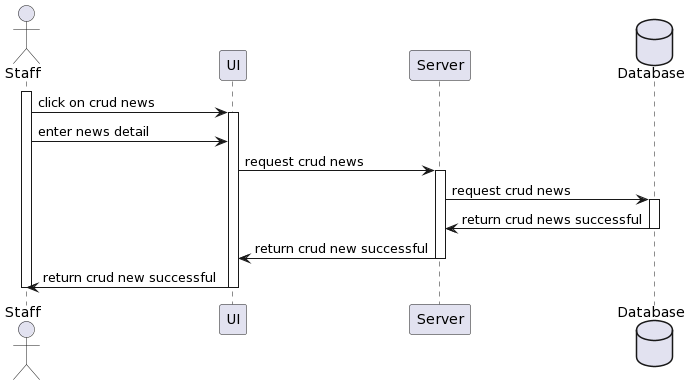 Staff
UI
Server
Database
click on crud news
enter news detail
request crud news
request crud news
return crud news successful
return crud new successful
return crud new successful
Staff
UI
Server
Database